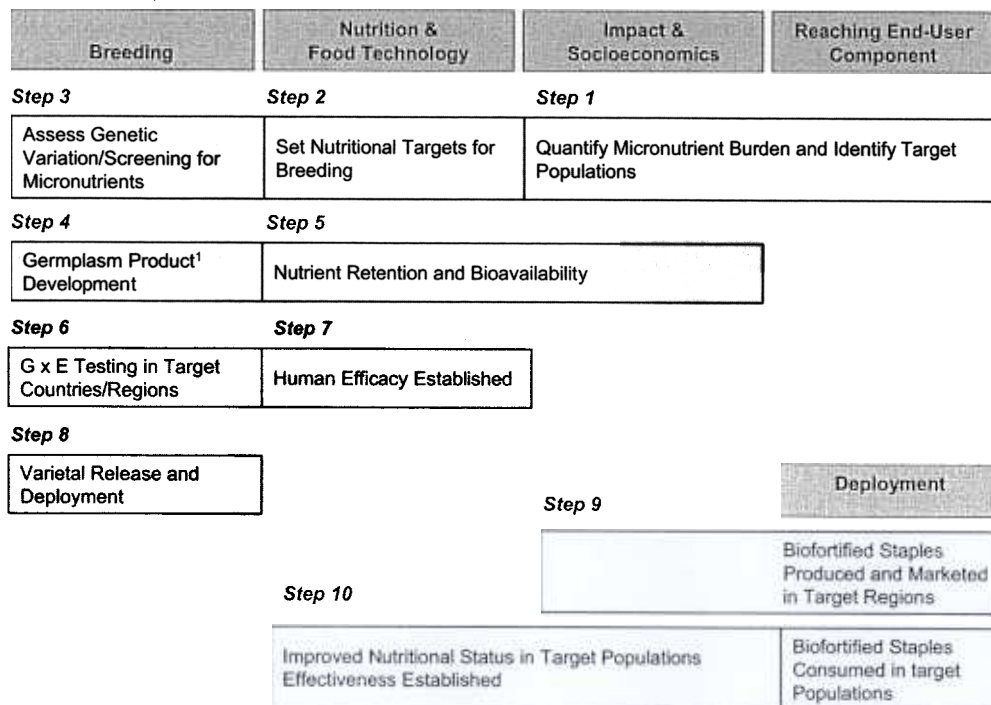 Breeding
Nutrition &
Food Technology
Impact &
Socioeconomics
Reaching End-User
Component
Step 3
Step 2
Step 1
Assess Genetic
Variation/Screening for
Micronutrients
Set Nutritional Targets for
Breeding
Quantify Micronutrient Burden and Identify Target
Populations
Step 4
Step 5
Germplasm Product¹
Development
Nutrient Retention and Bioavailability
Step 6
Step 7
G x E Testing in Target
Countries/Regions
Human Efficacy Established
Step 8
Varietal Release and
Deployment
Deployment
Step 9
Biofortified Staples
Produced and Marketed
in Target Regions
Step 10
Improved Nutritional Status in Target Populations
Effectiveness Established
Biofortified Staples
Consumed in target
Populations